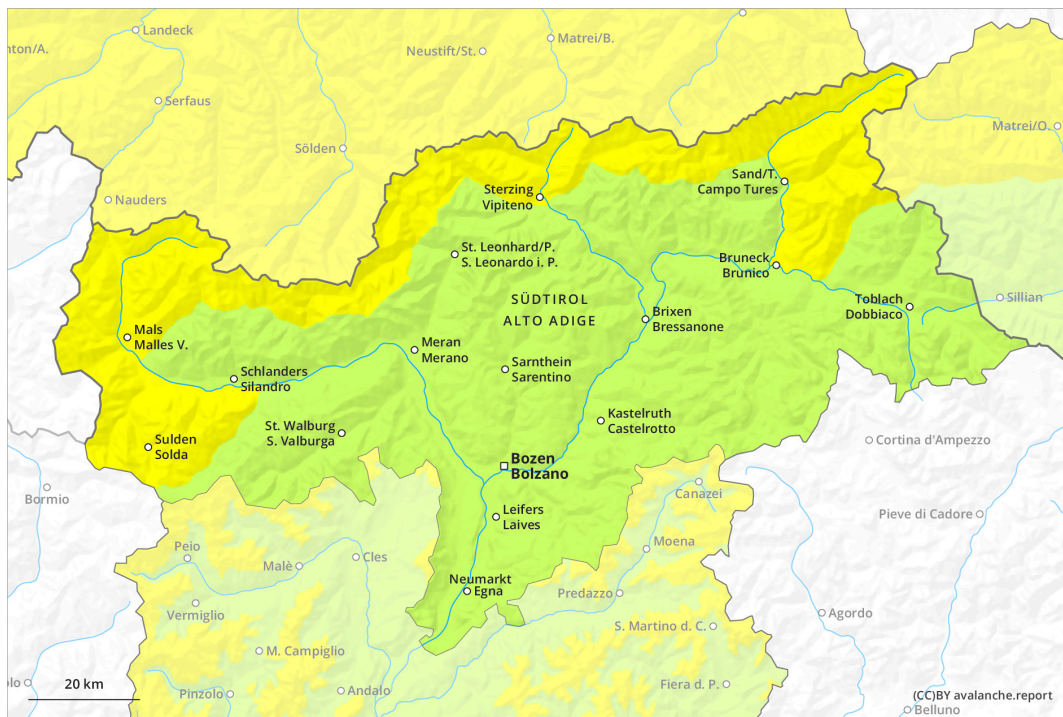 Landeck
nton/A.
Neustift/St.
Matrei/B.
Serfaus
Sölden
Matrei/O.
Nauders
Sand/T.
Campo Tures
Sterzing
Vipiteno
St. Leonhard/P.
S. Leonardo i. P.
Bruneck
Brunico
SÜDTIROL
ALTO ADIGE
Toblach
Dobbiaco
Sillian
Brixen
Bressanone
Mals
Malles V.
Meran
Merano
Sarnthein
Sarentino
Schlanders
Silandro
St. Walburg
S. Valburga
Kastelruth
Castelrotto
Sulden
Solda
Cortina d'Ampezzo
Bozen
Bolzano
Bormio
Canazei
Leifers
Laives
Pieve di Cadore
Peio
Cles
Malè
Moena
Neumarkt
Egna
Predazzo
Vermiglio
Agordo
S. Martino d. C.
M. Campiglio
20 km
olo
Pinzolo
Andalo
Fiera d. P.
(CC)BY avalanche.report
Belluno